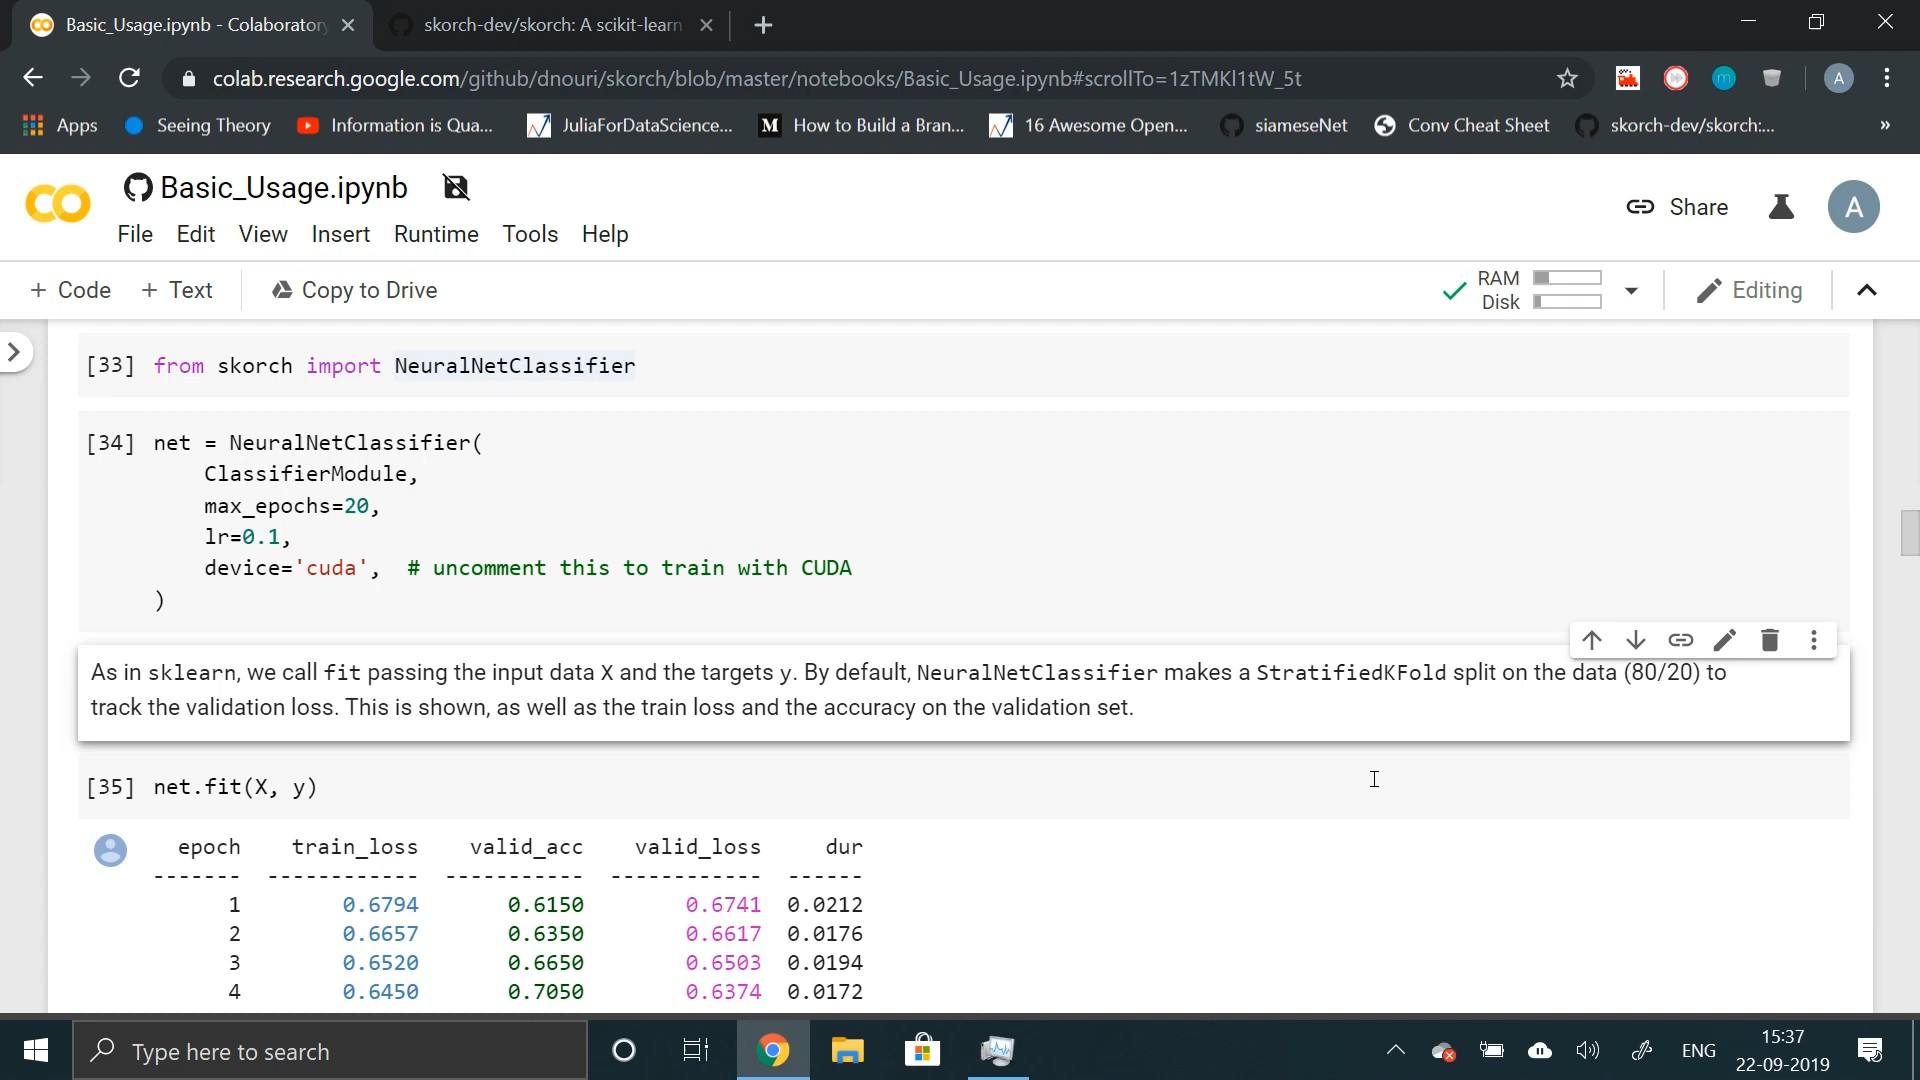 Basic_Usage.ipynb - Colaboratory
skorch-dev/skorch: A scikit-learn
colab.research.google.com/github/dnouri/skorch/blob/master/notebooks/Basic_Usage.ipynb#scrollTo=1zTMKl1tW_5t
A
Apps
Seeing Theory
Information is Qua...
JuliaForDataScience...
M How to Build a Bran...
16 Awesome Open...
siameseNet
Conv Cheat Sheet
skorch-dev/skorch:...
»
CO
Basic_Usage.ipynb
Share
A
File Edit View Insert Runtime Tools Help
+ Code + Text
Copy to Drive
RAM
Disk
Editing
[33] from skorch import NeuralNetClassifier
[34] net = NeuralNetClassifier(
ClassifierModule,
max_epochs=20,
lr=0.1,
device='cuda', # uncomment this to train with CUDA
)
As in sklearn, we call fit passing the input data X and the targets y. By default, NeuralNetClassifier makes a StratifiedKFold split on the data (80/20) to
track the validation loss. This is shown, as well as the train loss and the accuracy on the validation set.
[35] net.fit(X, y)
epoch train_loss valid_acc valid_loss dur
------- ------------ ----------- ------------ ------
1 0.6794 0.6150 0.6741 0.0212
2 0.6657 0.6350 0.6617 0.0176
3 0.6520 0.6650 0.6503 0.0194
4 0.6450 0.7050 0.6374 0.0172
Type here to search
ENG
15:37
22-09-2019